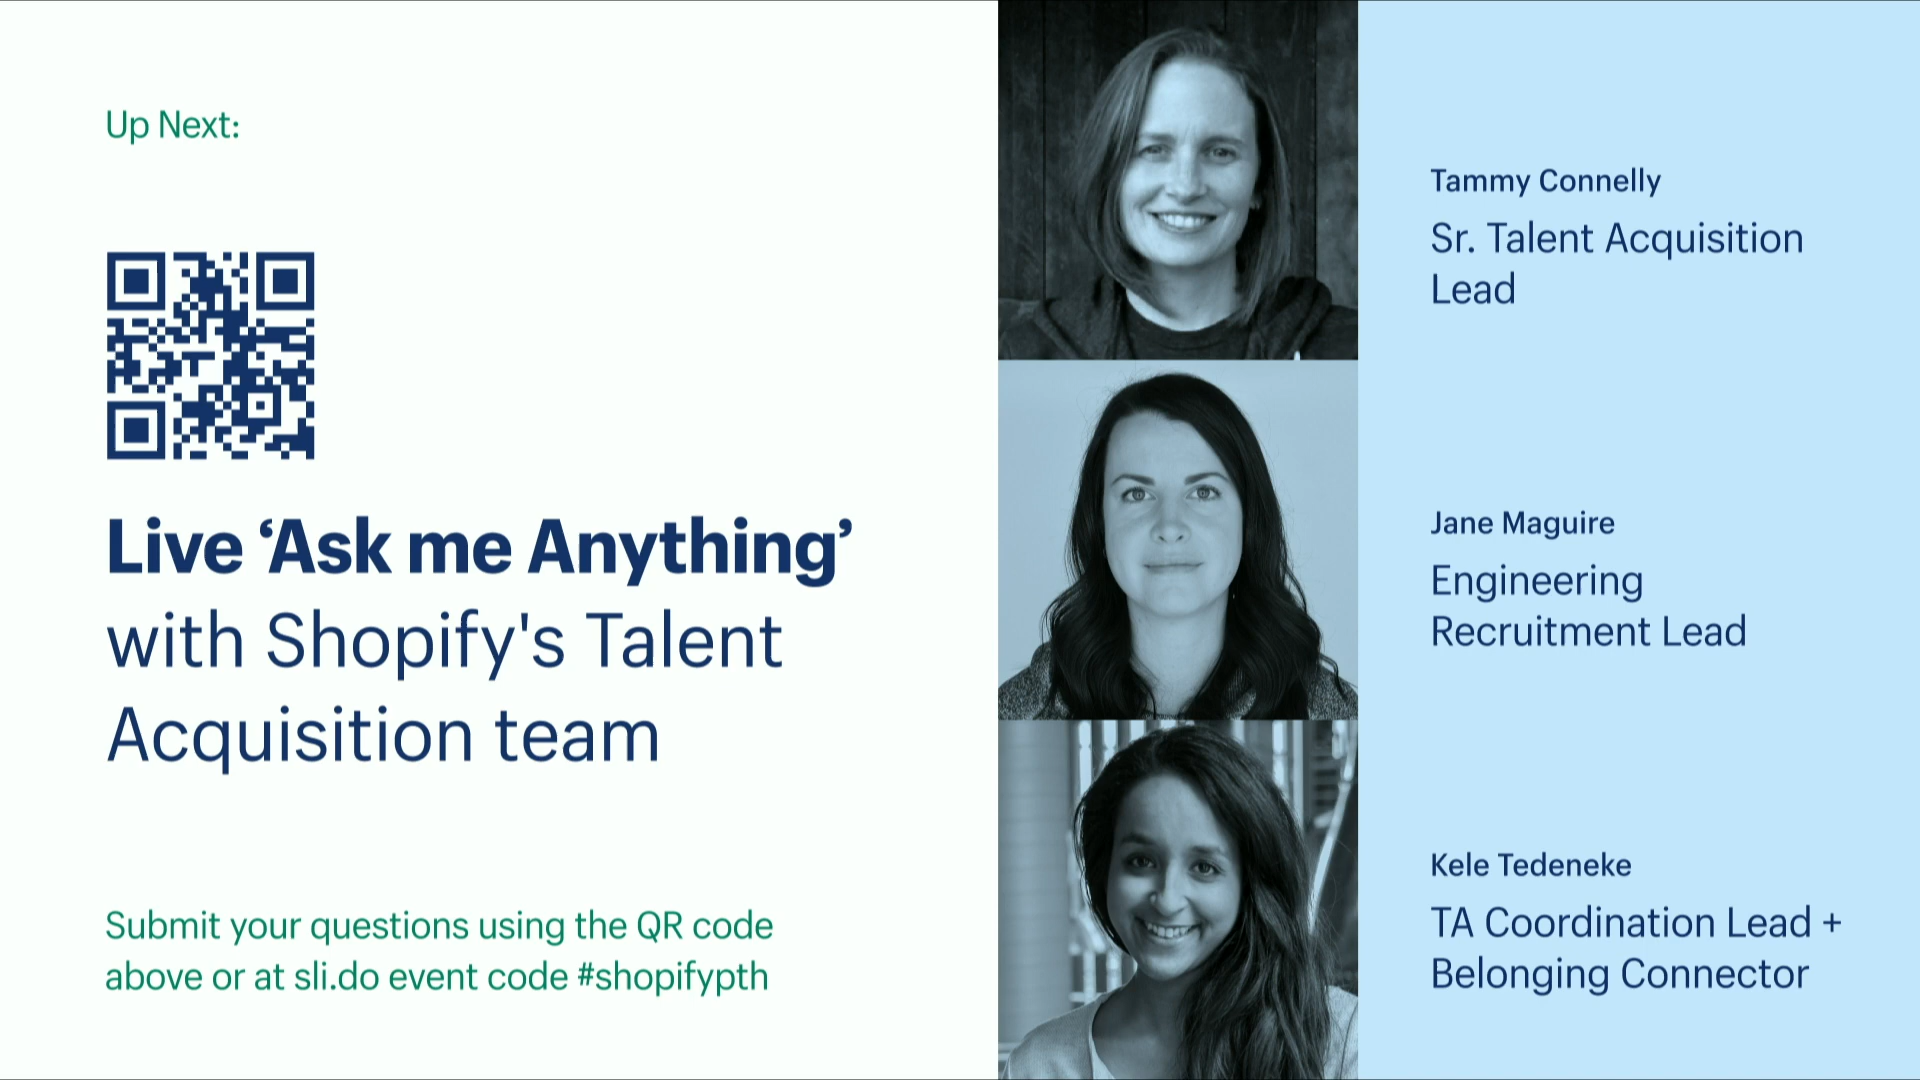 Up Next:
Live ‘Ask me Anything’
with Shopify's Talent
Acquisition team
Submit your questions using the QR code
above or at sli.do event code #shopifypth
Tammy Connelly
Sr. Talent Acquisition
Lead
Jane Maguire
Engineering
Recruitment Lead
Kele Tedeneke
TA Coordination Lead +
Belonging Connector